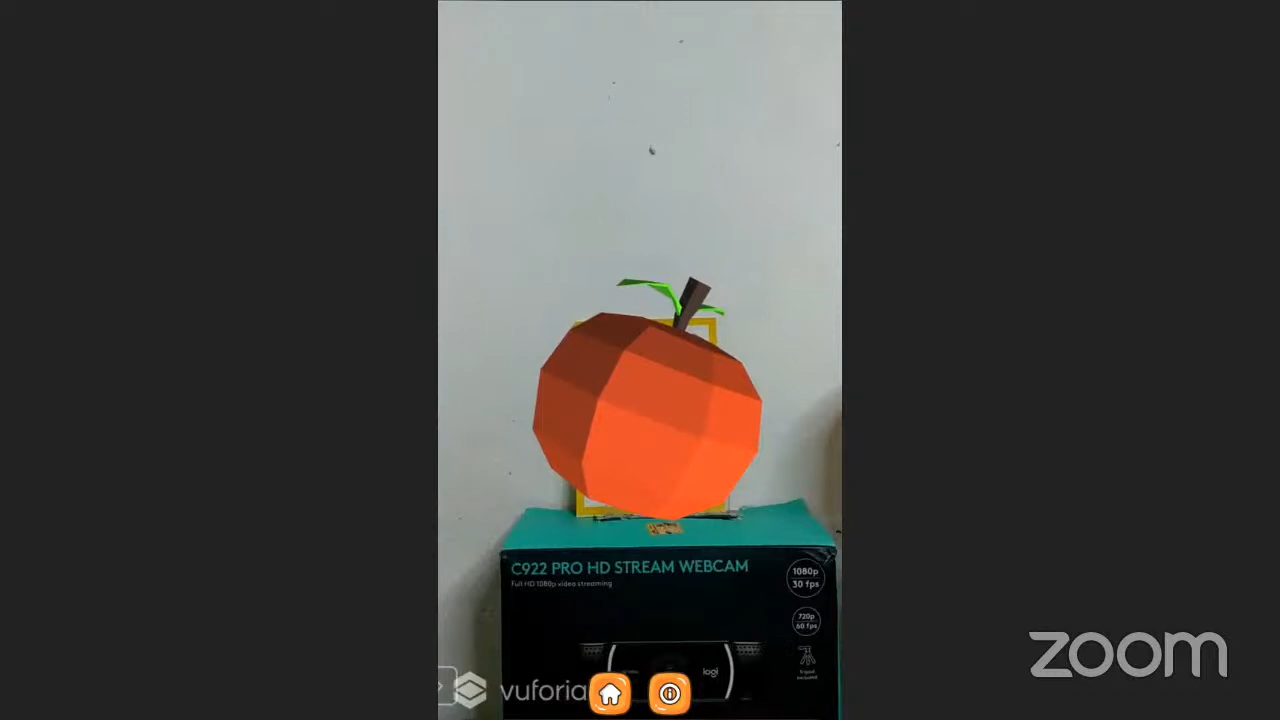 C922 PRO HD STREAM WEBCAM
Full HD 1080p video streaming
1080p
30 fps
720p
60 fps
logi
vuforia
zoom